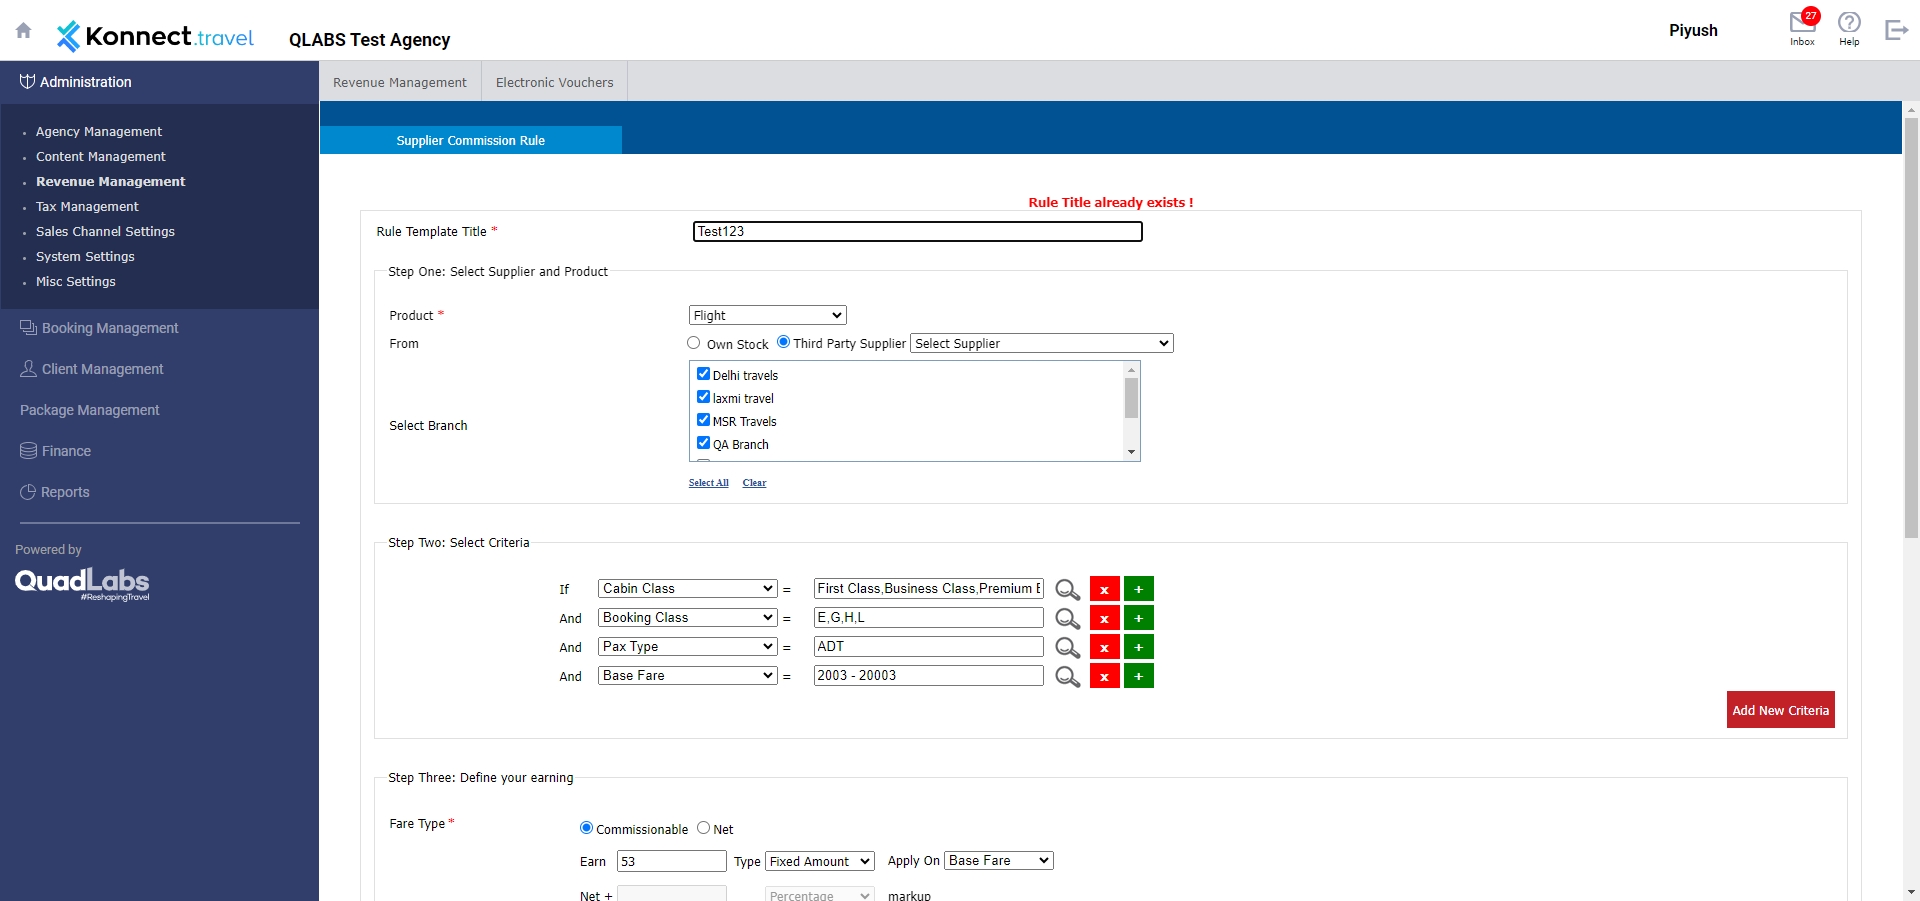 Konnect.travel
QLABS Test Agency
Piyush
27
Inbox
Help
Administration
Revenue Management
Electronic Vouchers
Agency Management
Content Management
Revenue Management
Tax Management
Sales Channel Settings
System Settings
Misc Settings
Booking Management
Client Management
Package Management
Finance
Reports
Powered by
QuadLabs
#ReshapingTravel
Supplier Commission Rule
Rule Title already exists !
Rule Template Title * Test123
Step One: Select Supplier and Product
Product * Flight
From Own Stock Third Party Supplier Select Supplier
Select Branch
Delhi travels
laxmi travel
MSR Travels
QA Branch
Select All Clear
Step Two: Select Criteria
If Cabin Class = First Class,Business Class,Premium E x +
And Booking Class = E,G,H,L x +
And Pax Type = ADT x +
And Base Fare = 2003 - 20003 x +
Add New Criteria
Step Three: Define your earning
Fare Type * Commissionable Net
Earn 53 Type Fixed Amount Apply On Base Fare
Net + Percentage markup